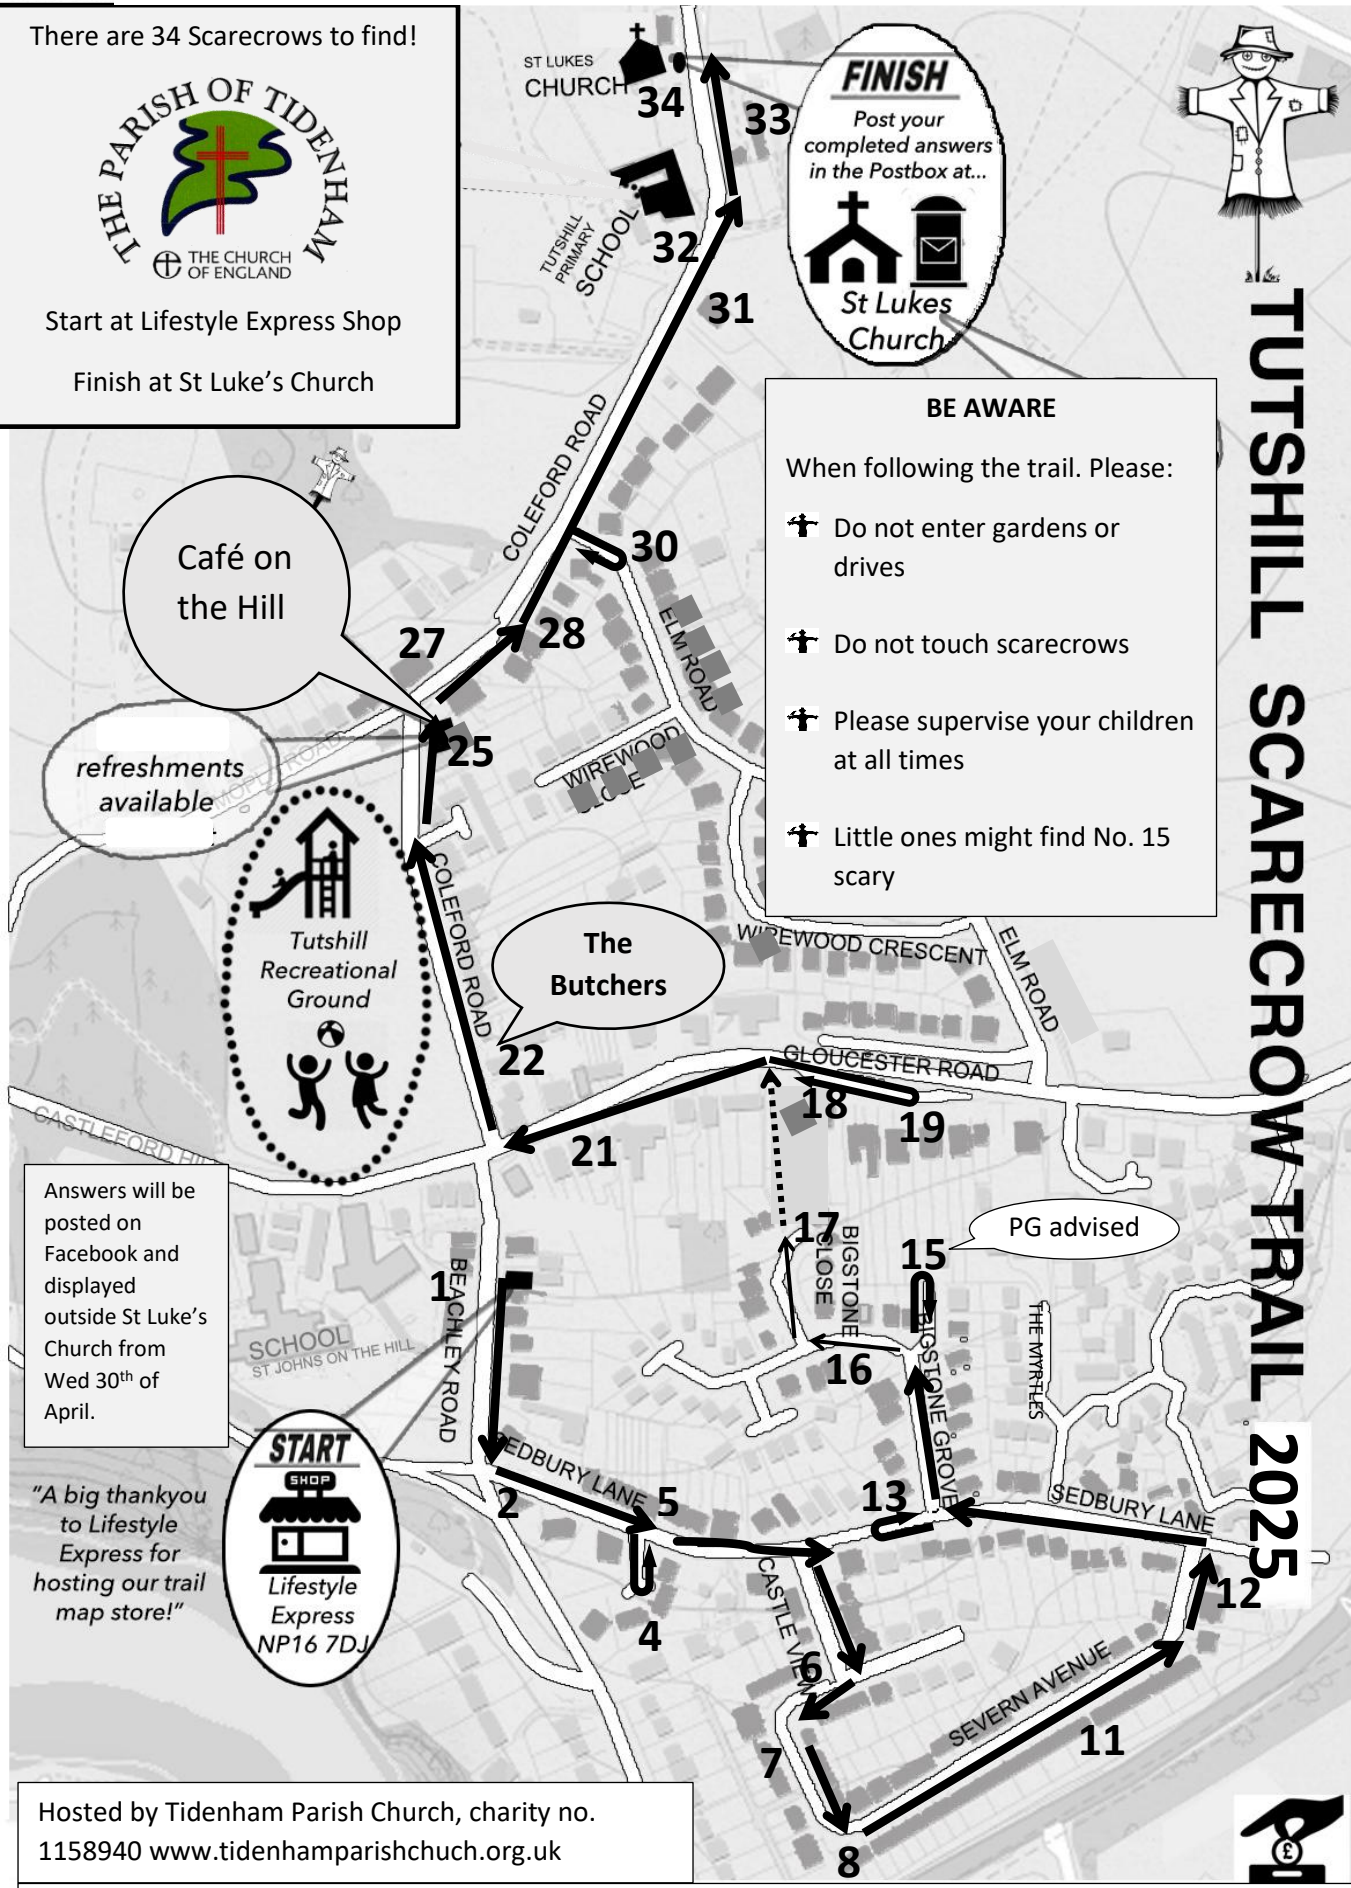 There are 34 Scarecrows to find!
THE PARISH OF TIDENHAM
THE CHURCH
OF ENGLAND
Start at Lifestyle Express Shop
Finish at St Luke's Church
ST LUKES
CHURCH
34
33
FINISH
Post your
completed answers
in the Postbox at...
St Lukes
Church
TUTSHILL
PRIMARY
SCHOOL
32
31
TUTSHILL SCARECROW TRAIL 2025
BE AWARE
When following the trail. Please:
Do not enter gardens or
drives
Do not touch scarecrows
Please supervise your children
at all times
Little ones might find No. 15
scary
COLEFORD ROAD
Café on
the Hill
30
27
28
ELM ROAD
25
WIREWOOD
CLOSE
refreshments
available
ROAD
Tutshill
Recreational
Ground
COLEFORD ROAD
The
Butchers
WIREWOOD CRESCENT
ELM ROAD
22
GLOUCESTER ROAD
18
19
21
CASTLEFORD HILL
Answers will be
posted on
Facebook and
displayed
outside St Luke's
Church from
Wed 30th of
April.
17
BIGSTONE
CLOSE
15
PG advised
1
BEACHLEY ROAD
SCHOOL
ST JOHNS ON THE HILL
16
BIGSTONE GROVE
THE MYRTLES
START
SHOP
Lifestyle
Express
NP16 7DJ
"A big thankyou
to Lifestyle
Express for
hosting our trail
map store!"
SEDBURY LANE
2
5
13
SEDBURY LANE
12
4
CASTLE VIEW
6
SEVERN AVENUE
11
7
8
Hosted by Tidenham Parish Church, charity no.
1158940 www.tidenhamparishchuch.org.uk
£